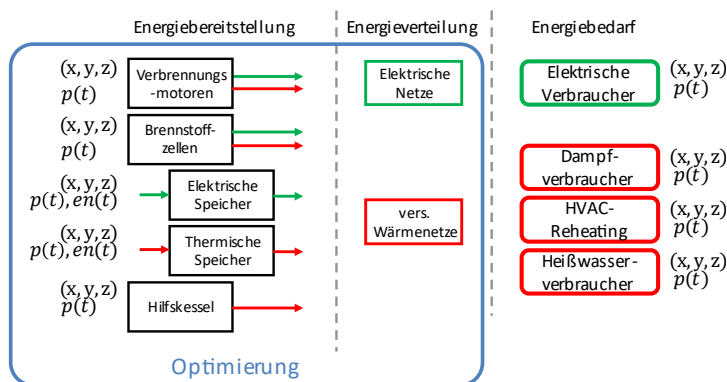 Energiebereitstellung
Energieverteilung
Energiebedarf
(x, y, z)
p(t)
Verbrennungs
-motoren
(x, y, z)
p(t)
Brennstoff-
zellen
(x, y, z)
p(t), en(t)
Elektrische
Speicher
(x, y, z)
p(t), en(t)
Thermische
Speicher
(x, y, z)
p(t)
Hilfskessel
Elektrische
Netze
vers.
Wärmenetze
Elektrische
Verbraucher
(x, y, z)
p(t)
Dampf-
verbraucher
(x, y, z)
p(t)
HVAC-
Reheating
(x, y, z)
p(t)
Heißwasser-
verbraucher
(x, y, z)
p(t)
Optimierung